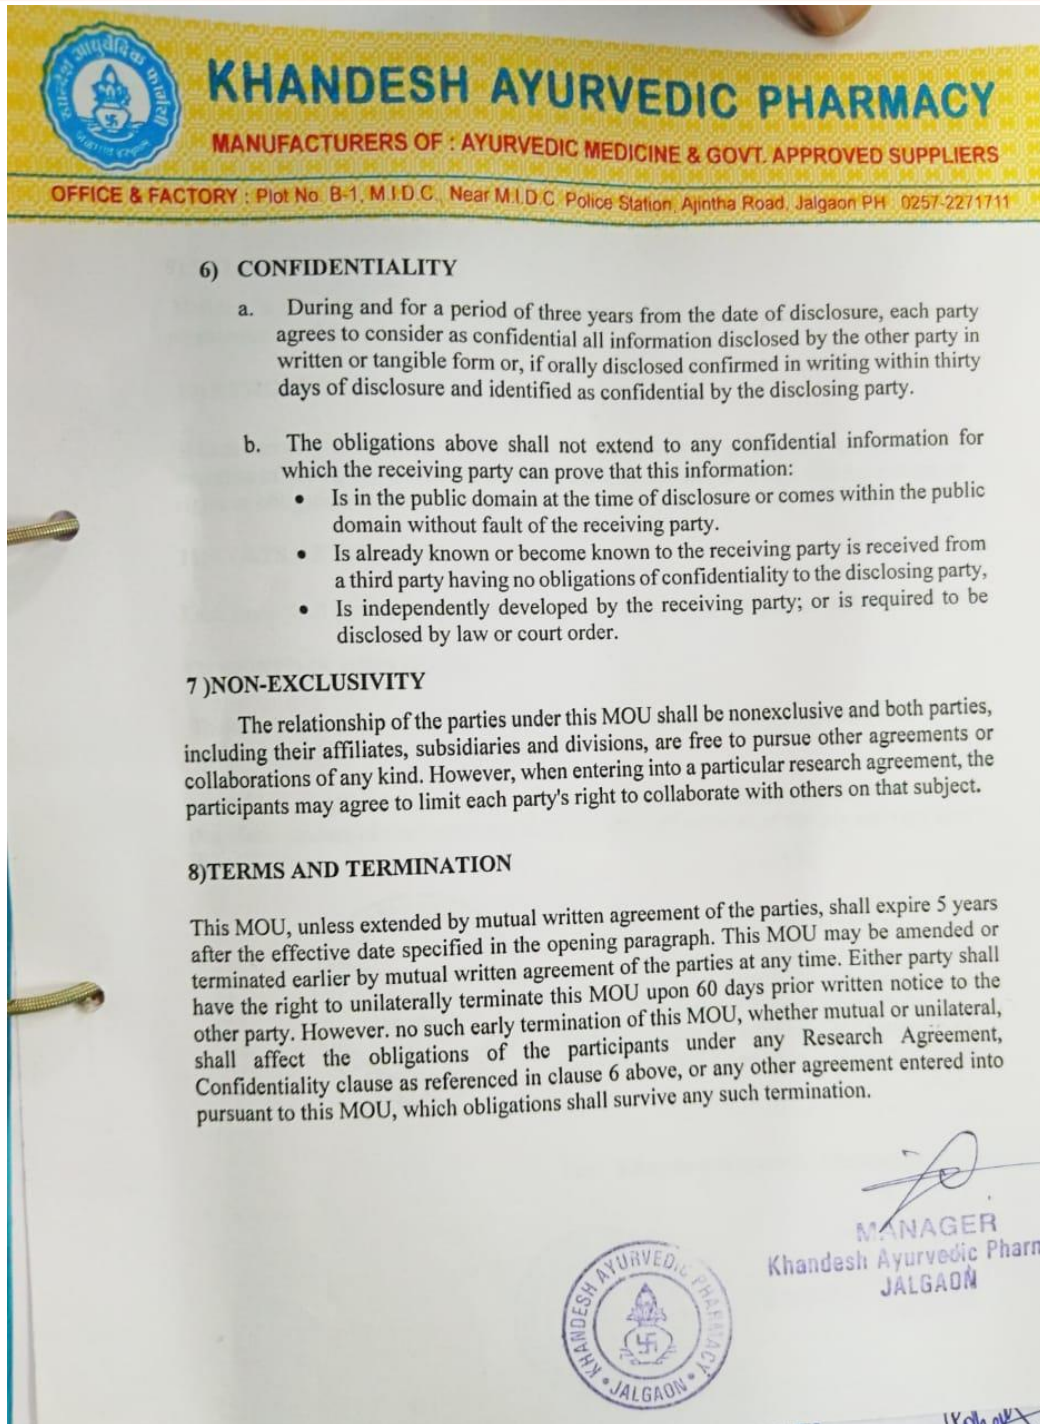 खान्देश आयुर्वेदिक फार्मसी
KHANDESH AYURVEDIC PHARMACY
MANUFACTURERS OF : AYURVEDIC MEDICINE & GOVT. APPROVED SUPPLIERS
OFFICE & FACTORY : Plot No. B-1, M.I.D.C., Near M.I.D.C. Police Station, Ajintha Road, Jalgaon PH : 0257-2271711
6) CONFIDENTIALITY
a. During and for a period of three years from the date of disclosure, each party
agrees to consider as confidential all information disclosed by the other party in
written or tangible form or, if orally disclosed confirmed in writing within thirty
days of disclosure and identified as confidential by the disclosing party.
b. The obligations above shall not extend to any confidential information for
which the receiving party can prove that this information:
• Is in the public domain at the time of disclosure or comes within the public
domain without fault of the receiving party.
• Is already known or become known to the receiving party is received from
a third party having no obligations of confidentiality to the disclosing party,
• Is independently developed by the receiving party; or is required to be
disclosed by law or court order.
7 )NON-EXCLUSIVITY
The relationship of the parties under this MOU shall be nonexclusive and both parties,
including their affiliates, subsidiaries and divisions, are free to pursue other agreements or
collaborations of any kind. However, when entering into a particular research agreement, the
participants may agree to limit each party's right to collaborate with others on that subject.
8)TERMS AND TERMINATION
This MOU, unless extended by mutual written agreement of the parties, shall expire 5 years
after the effective date specified in the opening paragraph. This MOU may be amended or
terminated earlier by mutual written agreement of the parties at any time. Either party shall
have the right to unilaterally terminate this MOU upon 60 days prior written notice to the
other party. However. no such early termination of this MOU, whether mutual or unilateral,
shall affect the obligations of the participants under any Research Agreement,
Confidentiality clause as referenced in clause 6 above, or any other agreement entered into
pursuant to this MOU, which obligations shall survive any such termination.
MANAGER
Khandesh Ayurvedic Pharm
JALGAON
KHANDESH AYURVEDIC PHARMACY
• JALGAON •